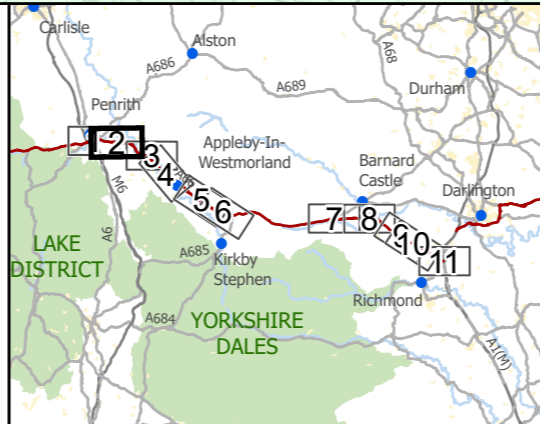 Carlisle
Alston
A686
A689
A68
Durham
Penrith
Appleby-In-
Westmorland
Barnard
Castle
Darlington
2
3
4
5
6
7
8
9
10
11
M6
A6
LAKE
DISTRICT
A685
Kirkby
Stephen
Richmond
A684
YORKSHIRE
DALES
A1(M)